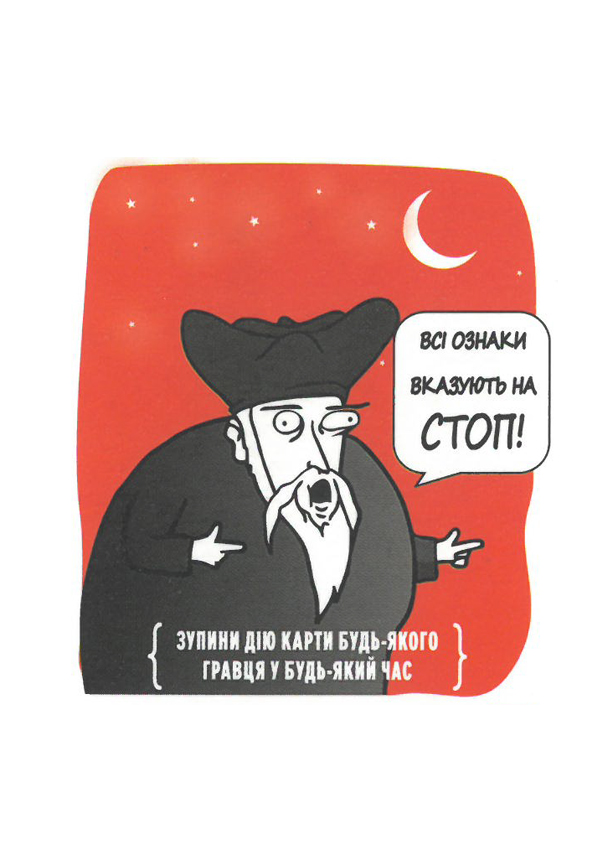 ВСІ ОЗНАКИ
ВКАЗУЮТЬ НА
СТОП!
ЗУПИНИ ДІЮ КАРТИ БУДЬ-ЯКОГО
ГРАВЦЯ У БУДЬ-ЯКИЙ ЧАС